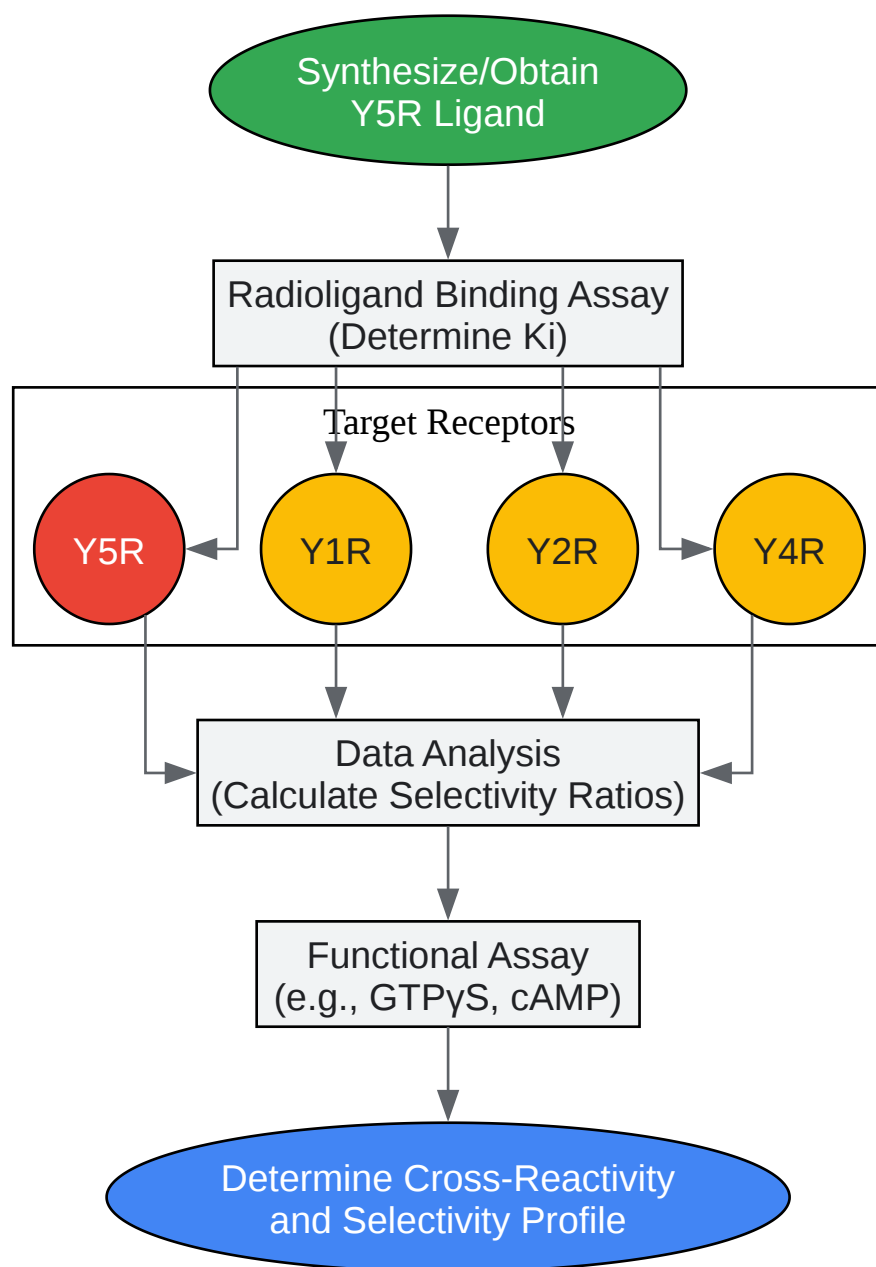 Synthesize/Obtain
Y5R Ligand
Radioligand Binding Assay
(Determine Ki)
Target Receptors
Y5R
Y1R
Y2R
Y4R
Data Analysis
(Calculate Selectivity Ratios)
Functional Assay
(e.g., GTPγS, cAMP)
Determine Cross-Reactivity
and Selectivity Profile